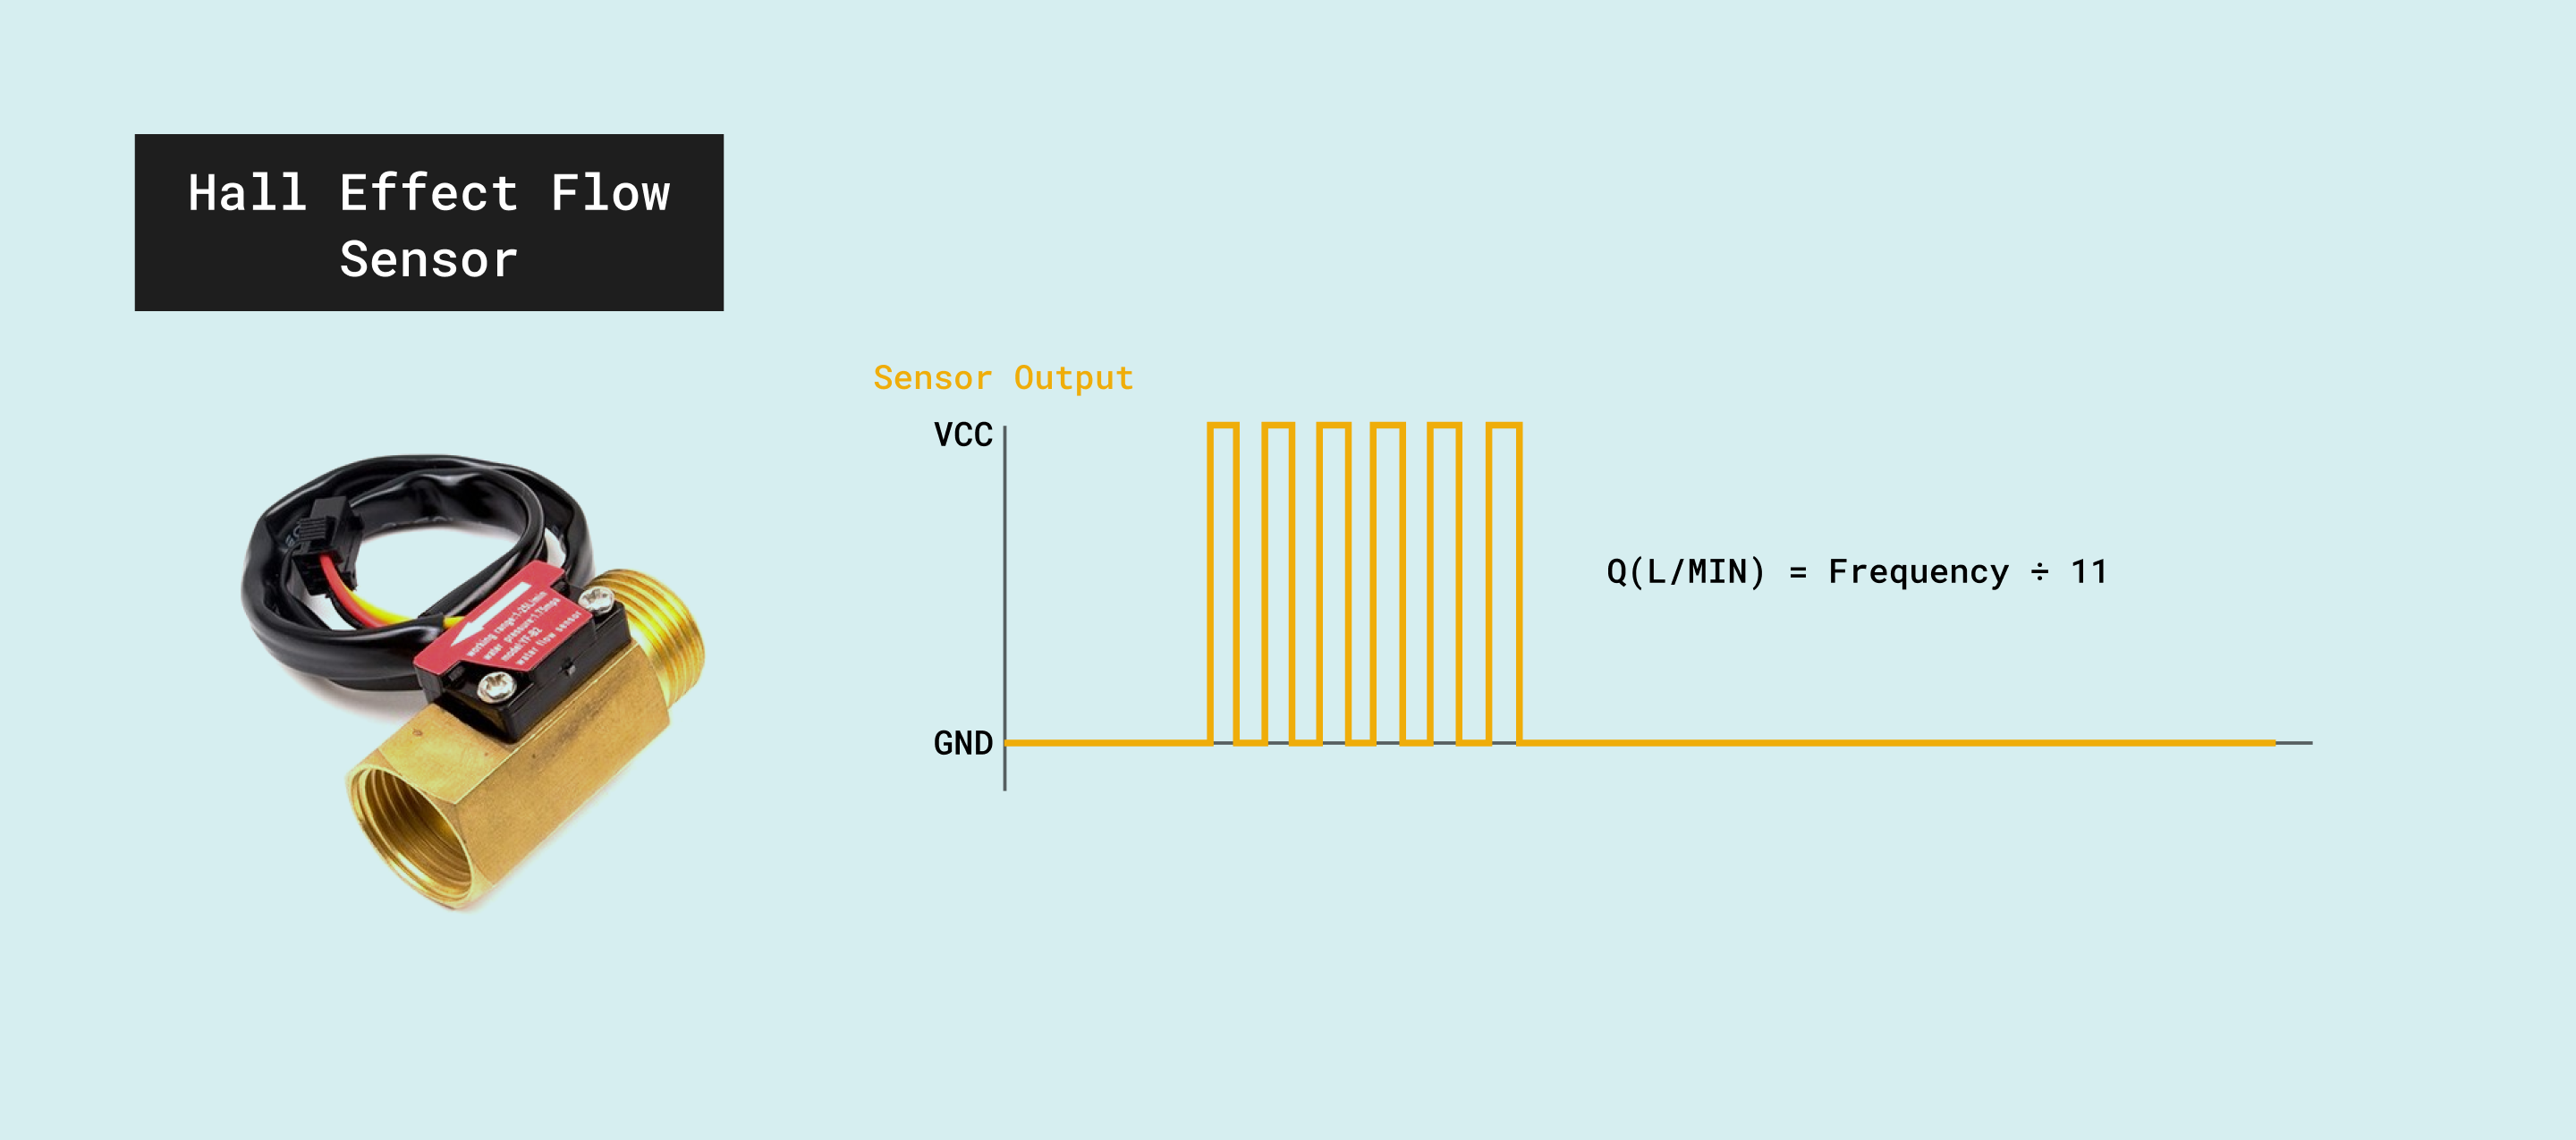 Hall Effect Flow
Sensor
Sensor Output
VCC
GND
Q(L/MIN) = Frequency ÷ 11
working range:1-25L/min
water pressure:1.75mpa
model:YF-B2
water flow sensor